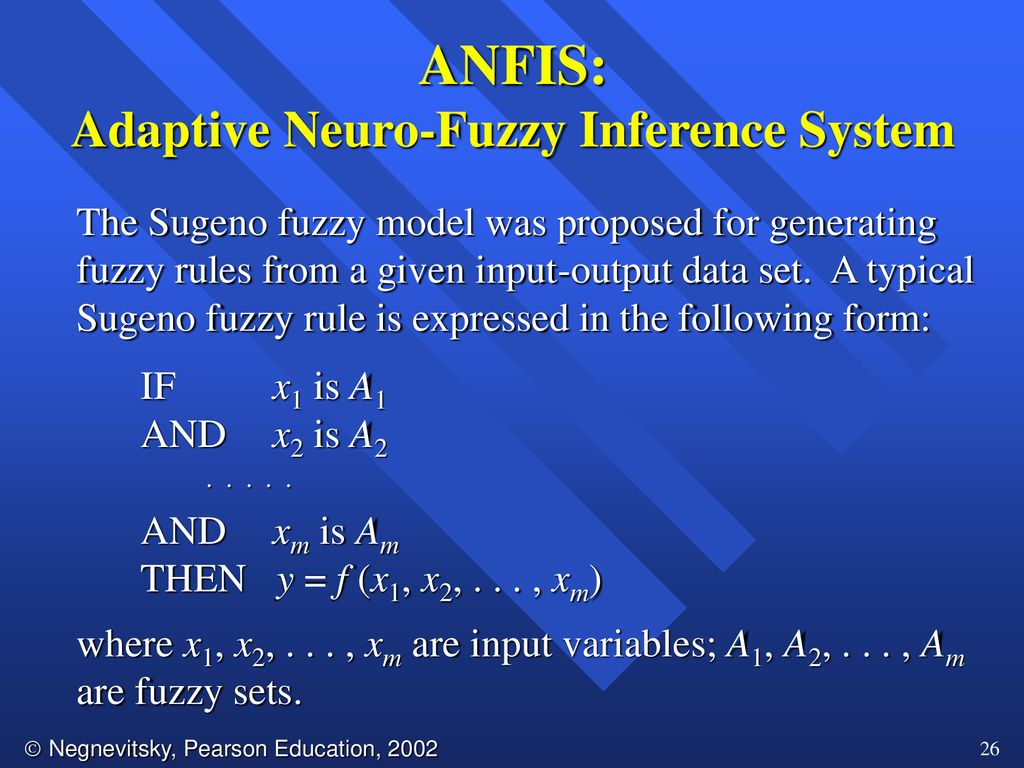 ANFIS:
Adaptive Neuro-Fuzzy Inference System
The Sugeno fuzzy model was proposed for generating
fuzzy rules from a given input-output data set.  A typical
Sugeno fuzzy rule is expressed in the following form:
IF x₁ is A₁
AND x₂ is A₂
. . . . .
AND xₘ is Aₘ
THEN y = f (x₁, x₂, . . . , xₘ)
where x₁, x₂, . . . , xₘ are input variables; A₁, A₂, . . . , Aₘ
are fuzzy sets.
© Negnevitsky, Pearson Education, 2002
26